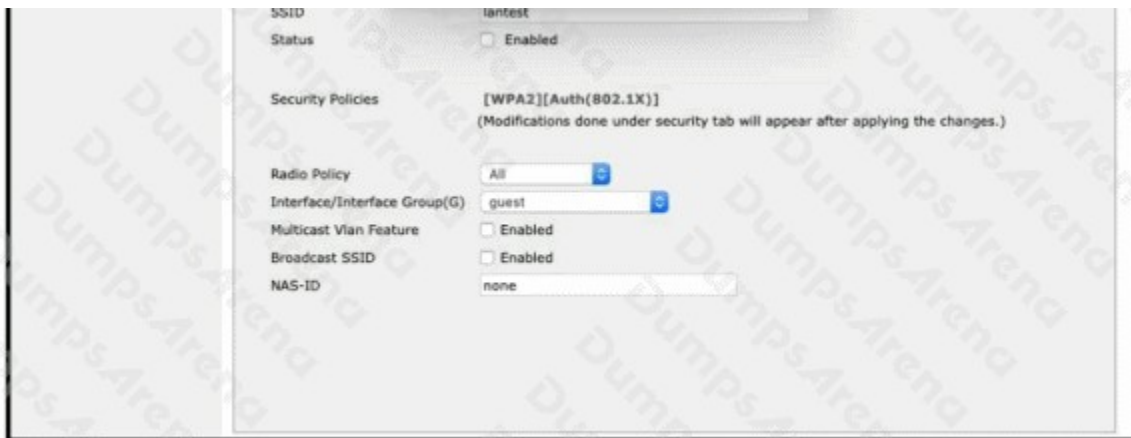 SSID lantest
Status Enabled
Security Policies [WPA2][Auth(802.1X)]
(Modifications done under security tab will appear after applying the changes.)
Radio Policy All
Interface/Interface Group(G) guest
Multicast Vlan Feature Enabled
Broadcast SSID Enabled
NAS-ID none
DumpsArena